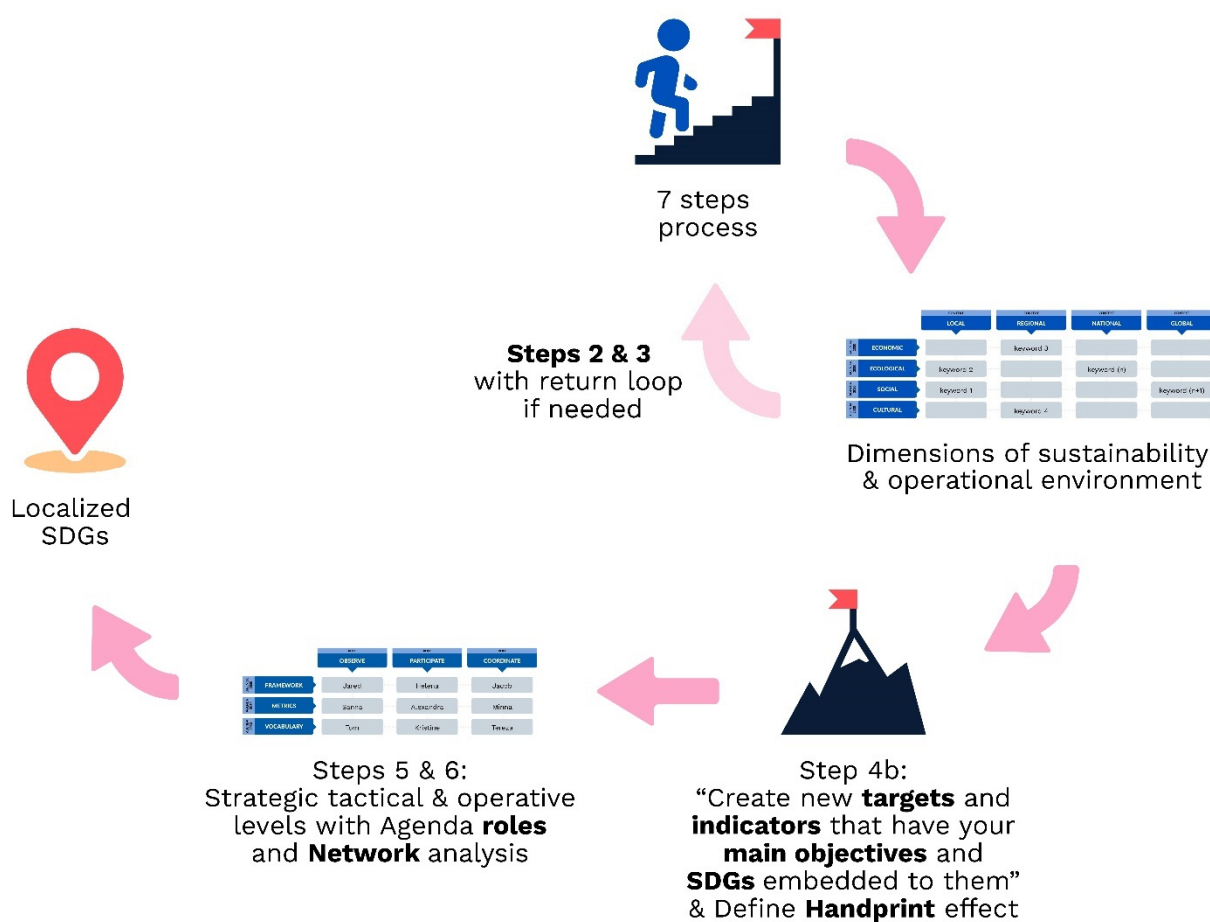 7 steps
process
Steps 2 & 3
with return loop
if needed
LOCAL REGIONAL NATIONAL GLOBAL
ECONOMIC keyword 3
ECOLOGICAL keyword 2 keyword (n)
SOCIAL keyword 1 keyword (n+1)
CULTURAL keyword 4
Dimensions of sustainability
& operational environment
Localized
SDGs
OBSERVE PARTICIPATE COORDINATE
FRAMEWORK Jared Helena Jacob
METRICS Sanna Alexandra Minna
VOCABULARY Tom Kristine Tereza
Steps 5 & 6:
Strategic tactical & operative
levels with Agenda roles
and Network analysis
Step 4b:
“Create new targets and
indicators that have your
main objectives and
SDGs embedded to them”
& Define Handprint effect